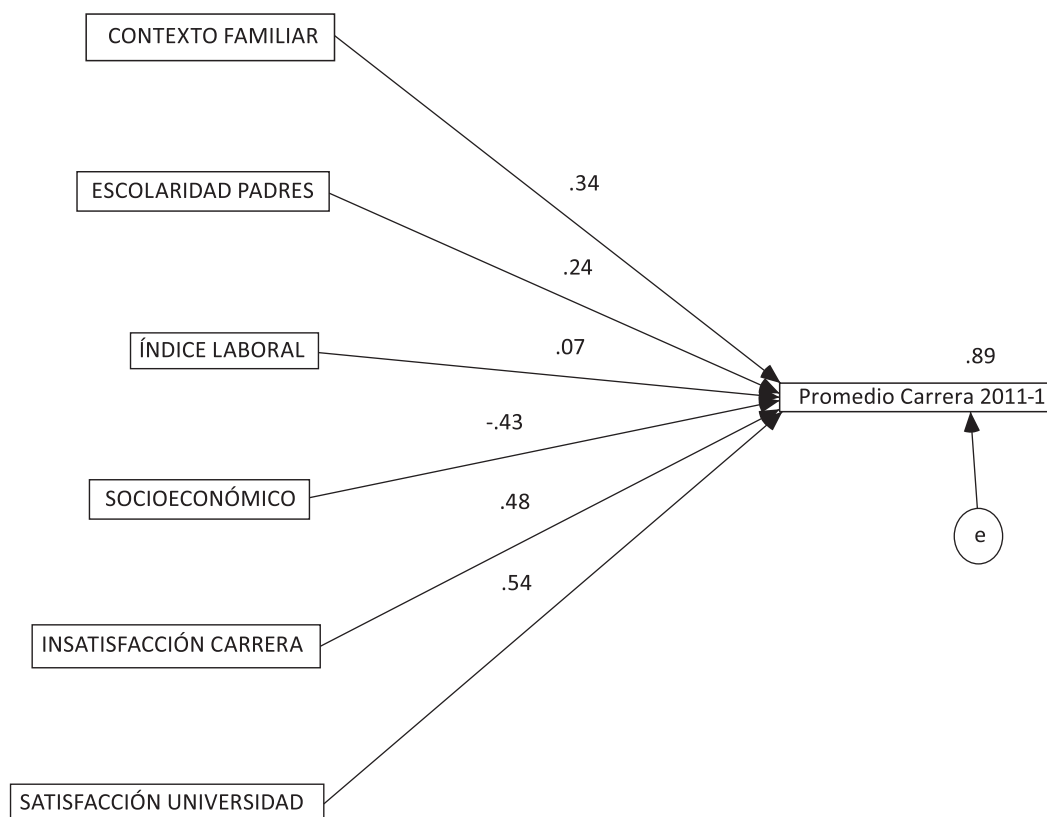 CONTEXTO FAMILIAR
.34
ESCOLARIDAD PADRES
.24
ÍNDICE LABORAL
.07
.89
Promedio Carrera 2011-1
-.43
SOCIOECONÓMICO
.48
e
.54
INSATISFACCIÓN CARRERA
SATISFACCIÓN UNIVERSIDAD